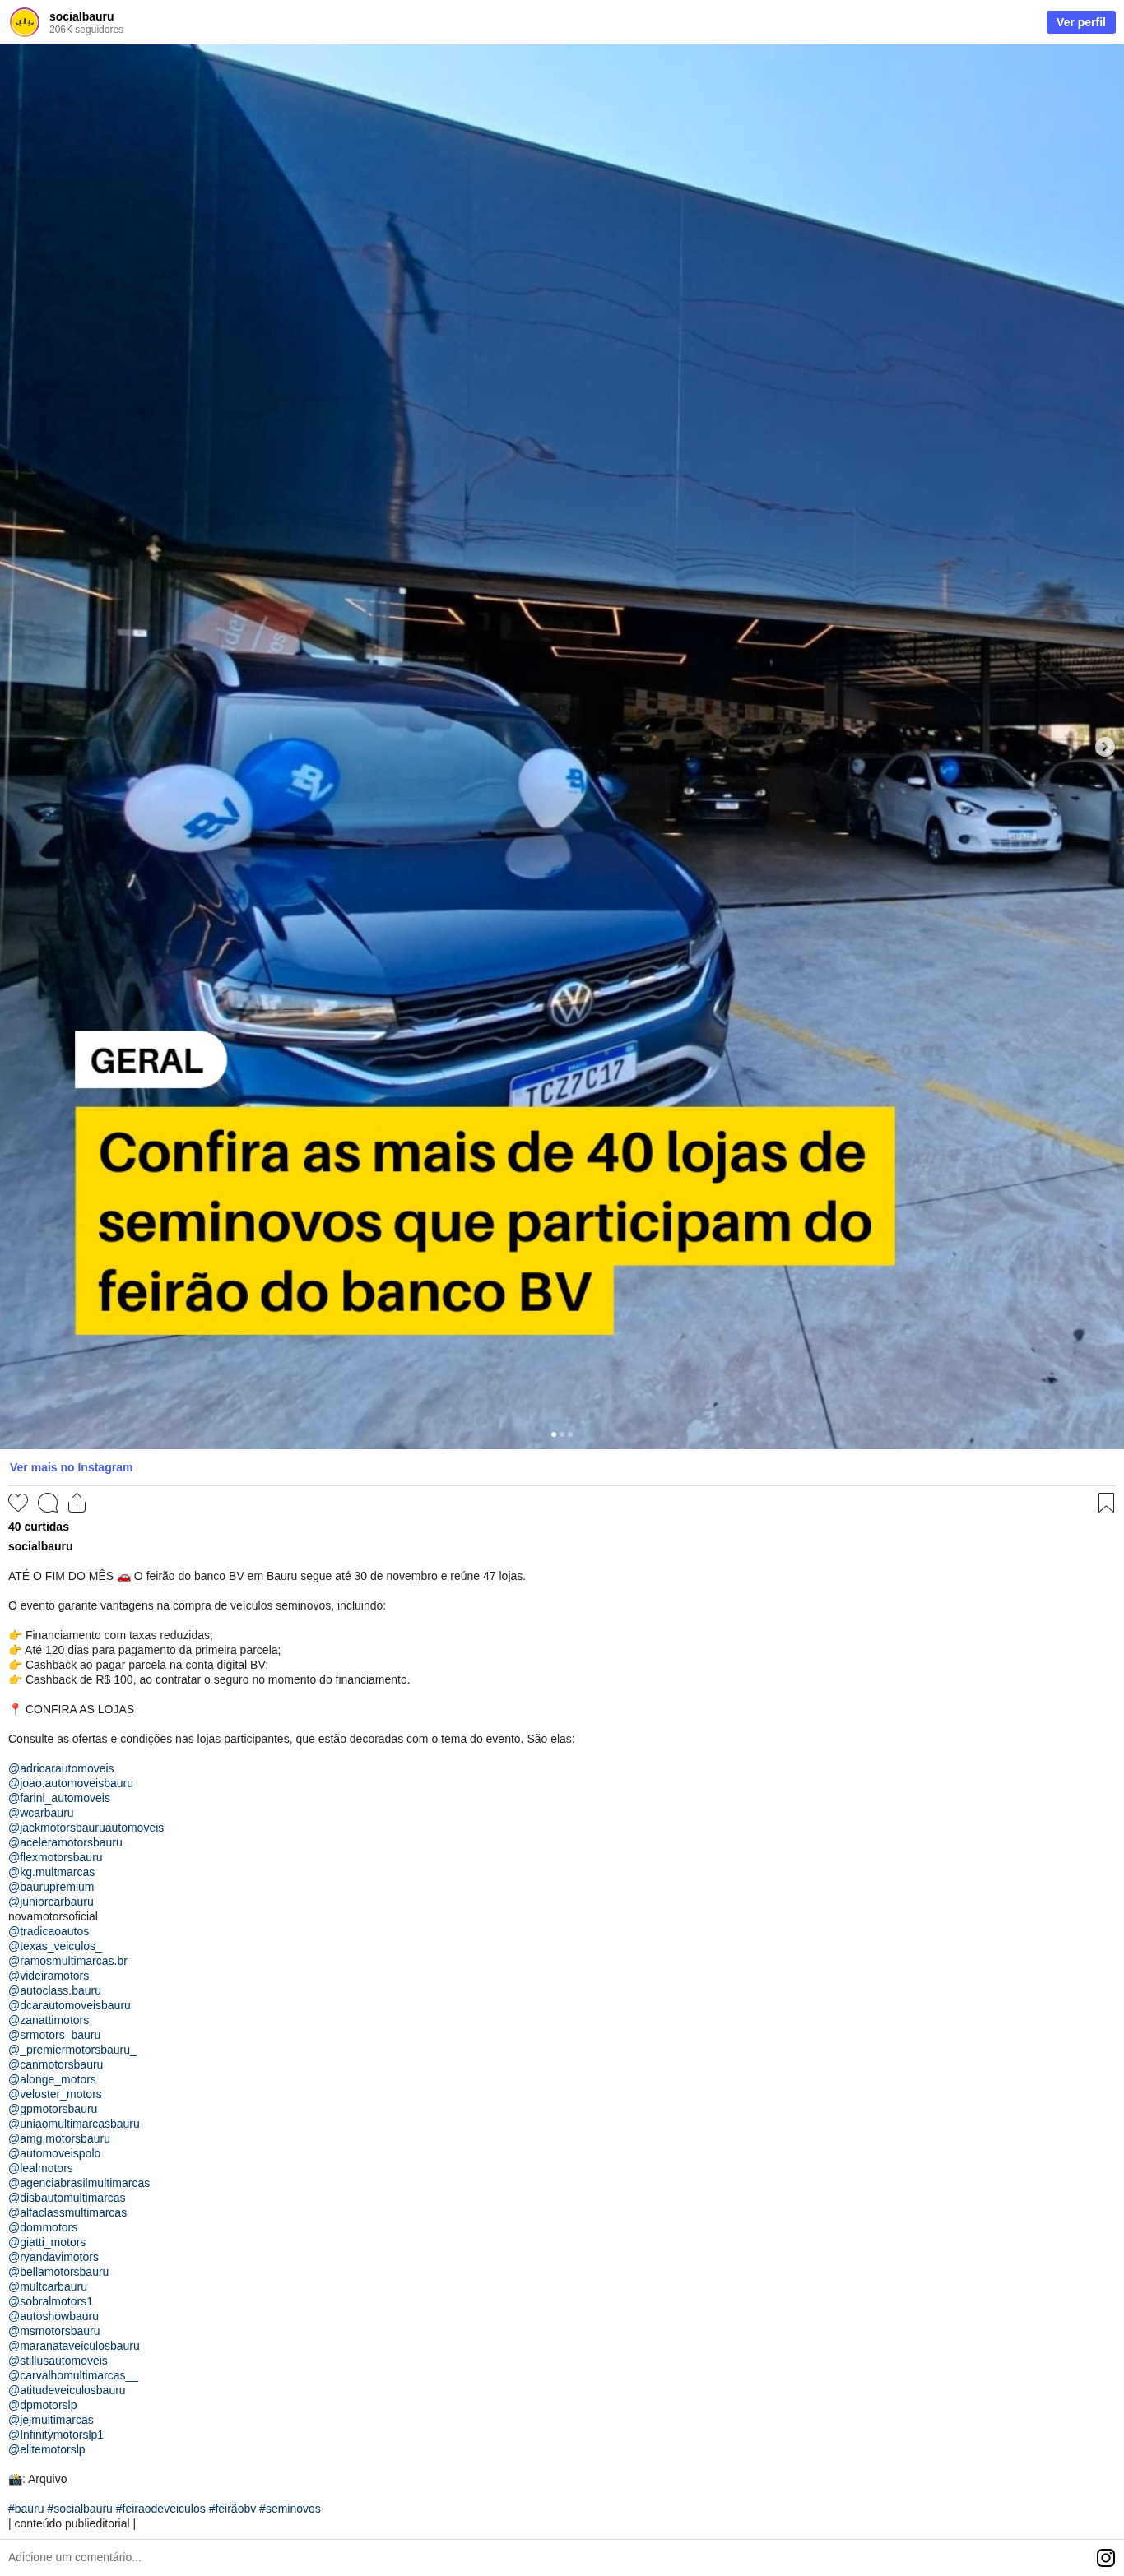 socialbauru
206K seguidores
Ver perfil
BV
BV
BV
TCZ7C17
GERAL
Confira as mais de 40 lojas de
seminovos que participam do
feirão do banco BV
Ver mais no Instagram
40 curtidas
socialbauru
ATÉ O FIM DO MÊS 🚗 O feirão do banco BV em Bauru segue até 30 de novembro e reúne 47 lojas.
O evento garante vantagens na compra de veículos seminovos, incluindo:
👉 Financiamento com taxas reduzidas;
👉 Até 120 dias para pagamento da primeira parcela;
👉 Cashback ao pagar parcela na conta digital BV;
👉 Cashback de R$ 100, ao contratar o seguro no momento do financiamento.
📍 CONFIRA AS LOJAS
Consulte as ofertas e condições nas lojas participantes, que estão decoradas com o tema do evento. São elas:
@adricarautomoveis
@joao.automoveisbauru
@farini_automoveis
@wcarbauru
@jackmotorsbauruautomoveis
@aceleramotorsbauru
@flexmotorsbauru
@kg.multmarcas
@baurupremium
@juniorcarbauru
novamotorsoficial
@tradicaoautos
@texas_veiculos_
@ramosmultimarcas.br
@videiramotors
@autoclass.bauru
@dcarautomoveisbauru
@zanattimotors
@srmotors_bauru
@_premiermotorsbauru_
@canmotorsbauru
@alonge_motors
@veloster_motors
@gpmotorsbauru
@uniaomultimarcasbauru
@amg.motorsbauru
@automoveispolo
@lealmotors
@agenciabrasilmultimarcas
@disbautomultimarcas
@alfaclassmultimarcas
@dommotors
@giatti_motors
@ryandavimotors
@bellamotorsbauru
@multcarbauru
@sobralmotors1
@autoshowbauru
@msmotorsbauru
@maranataveiculosbauru
@stillusautomoveis
@carvalhomultimarcas__
@atitudeveiculosbauru
@dpmotorslp
@jejmultimarcas
@Infinitymotorslp1
@elitemotorslp
📸: Arquivo
#bauru #socialbauru #feiraodeveiculos #feirãobv #seminovos
| conteúdo publieditorial |
Adicione um comentário...